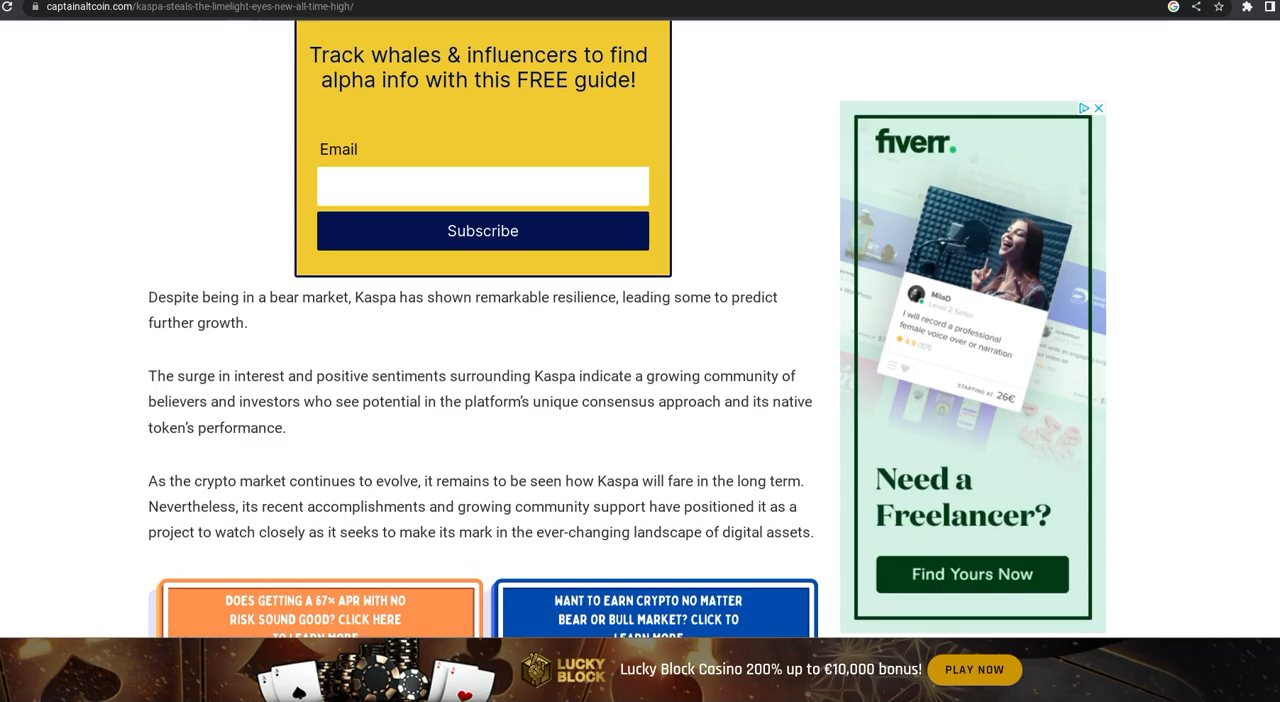 captainaltcoin.com/kaspa-steals-the-limelight-eyes-new-all-time-high/
Track whales & influencers to find
alpha info with this FREE guide!
Email
Subscribe
Despite being in a bear market, Kaspa has shown remarkable resilience, leading some to predict
further growth.
The surge in interest and positive sentiments surrounding Kaspa indicate a growing community of
believers and investors who see potential in the platform's unique consensus approach and its native
token's performance.
As the crypto market continues to evolve, it remains to be seen how Kaspa will fare in the long term.
Nevertheless, its recent accomplishments and growing community support have positioned it as a
project to watch closely as it seeks to make its mark in the ever-changing landscape of digital assets.
DOES GETTING A 67% APR WITH NO
RISK SOUND GOOD? CLICK HERE
TO LEARN MORE
WANT TO EARN CRYPTO NO MATTER
BEAR OR BULL MARKET? CLICK TO
LEARN MORE
fiverr.
MilaD
Level 2 Seller
I will record a professional
female voice over or narration
4.9 (101)
STARTING AT 26€
Need a
Freelancer?
Find Yours Now
LUCKY
BLOCK
Lucky Block Casino 200% up to €10,000 bonus!
PLAY NOW